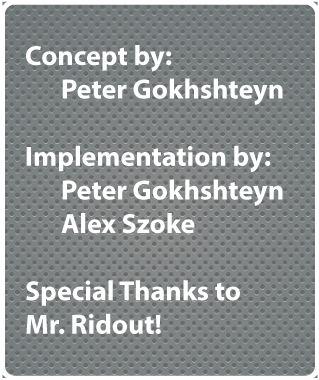 Concept by:
Peter Gokhshteyn
Implementation by:
Peter Gokhshteyn
Alex Szoke
Special Thanks to
Mr. Ridout!